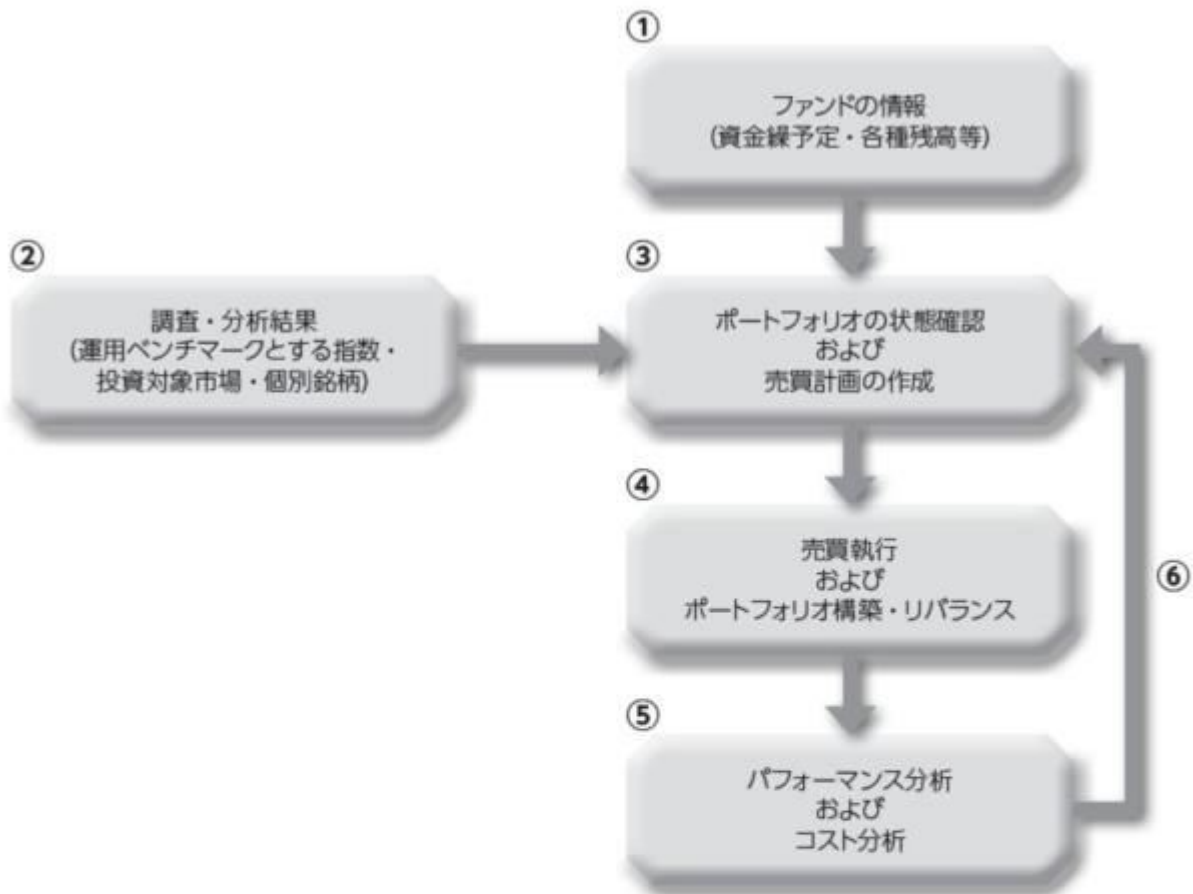 ①
ファンドの情報
(資金繰予定・各種残高等)
②
調査・分析結果
(運用ベンチマークとする指数・
投資対象市場・個別銘柄)
③
ポートフォリオの状態確認
および
売買計画の作成
④
売買執行
および
ポートフォリオ構築・リバランス
⑥
⑤
パフォーマンス分析
および
コスト分析